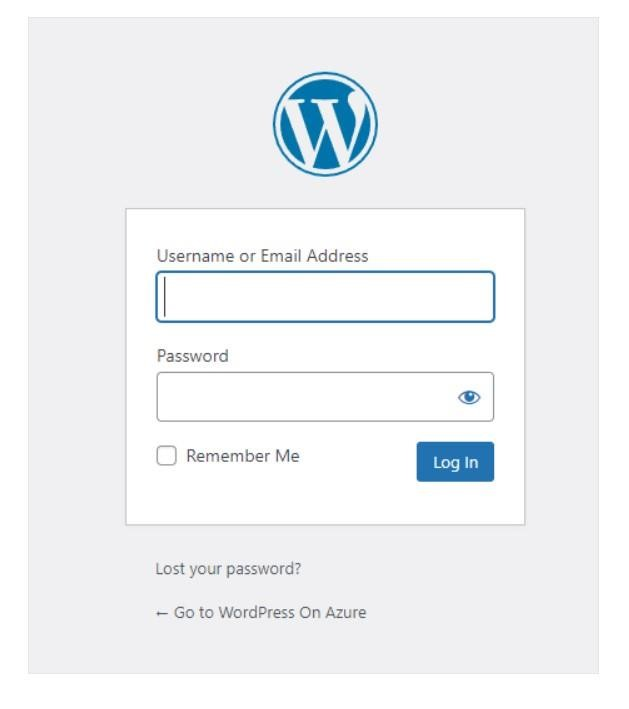 Username or Email Address
Password
Remember Me
Log In
Lost your password?
← Go to WordPress On Azure